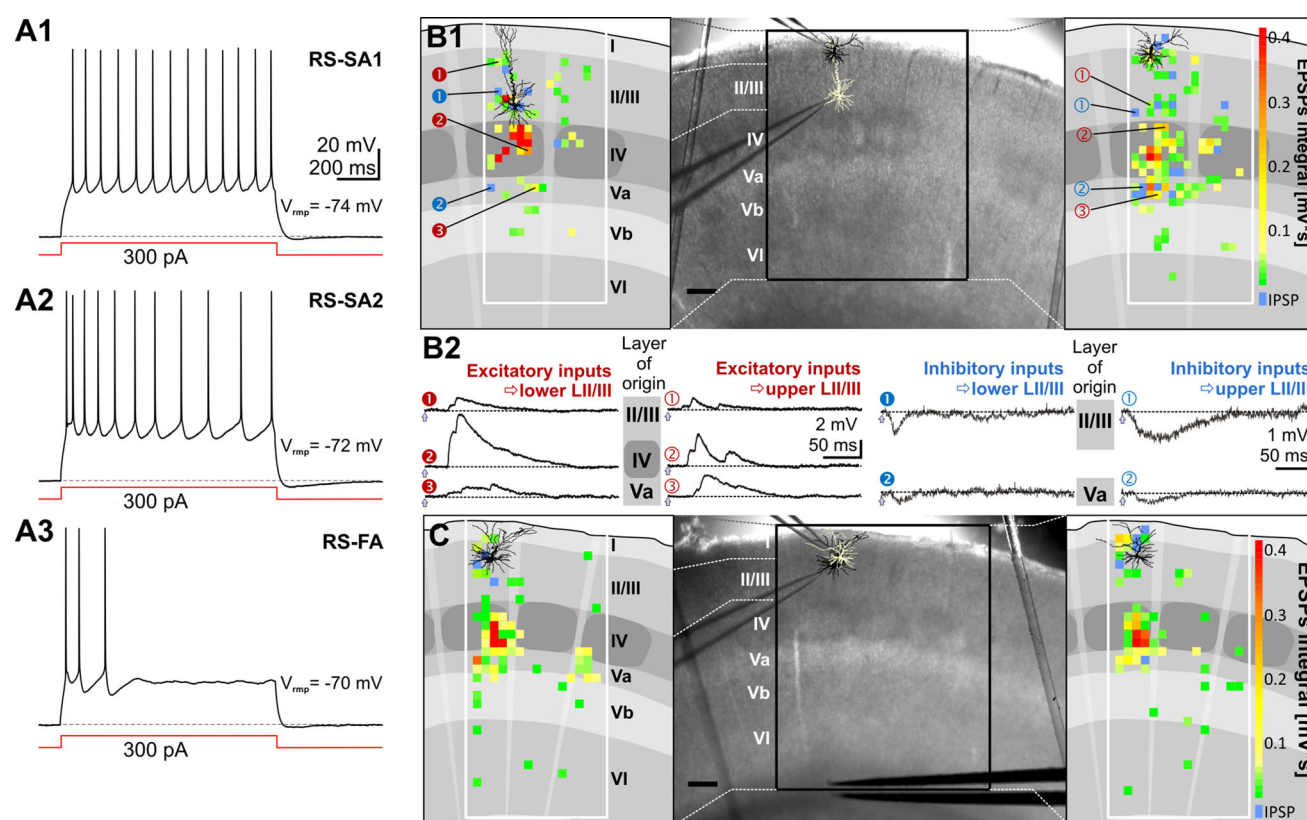 A1
RS-SA1
20 mV
200 ms
Vrmp= -74 mV
300 pA
A2
RS-SA2
Vrmp= -72 mV
300 pA
A3
RS-FA
Vrmp= -70 mV
300 pA
B1
I
II/III
IV
Va
Vb
VI
1
1
2
2
3
I
II/III
IV
Va
Vb
VI
1
1
2
2
3
0.4
0.3
0.2
0.1
EPSPs integral [mV*s]
IPSP
B2
Excitatory inputs
⇨lower LII/III
Layer
of
origin
Excitatory inputs
⇨upper LII/III
Inhibitory inputs
⇨lower LII/III
Layer
of
origin
Inhibitory inputs
⇨upper LII/III
1
II/III
1
2 mV
50 ms
1
II/III
1
1 mV
50 ms
2
IV
2
3
Va
3
2
Va
2
C
I
II/III
IV
Va
Vb
VI
I
II/III
IV
Va
Vb
VI
0.4
0.3
0.2
0.1
EPSPs integral [mV*s]
IPSP